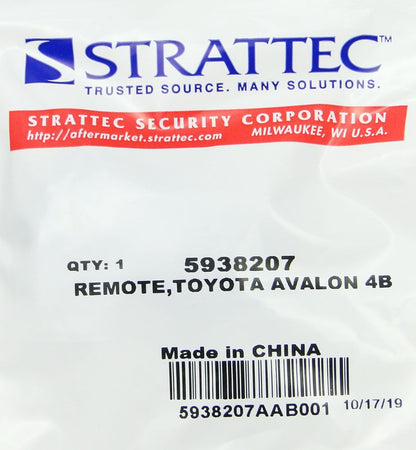 STRATTEC®
TRUSTED SOURCE. MANY SOLUTIONS.
STRATTEC SECURITY CORPORATION
http://aftermarket.strattec.com MILWAUKEE, WI U.S.A.
QTY: 1 5938207
REMOTE,TOYOTA AVALON 4B
Made in CHINA
5938207AAB001 10/17/19